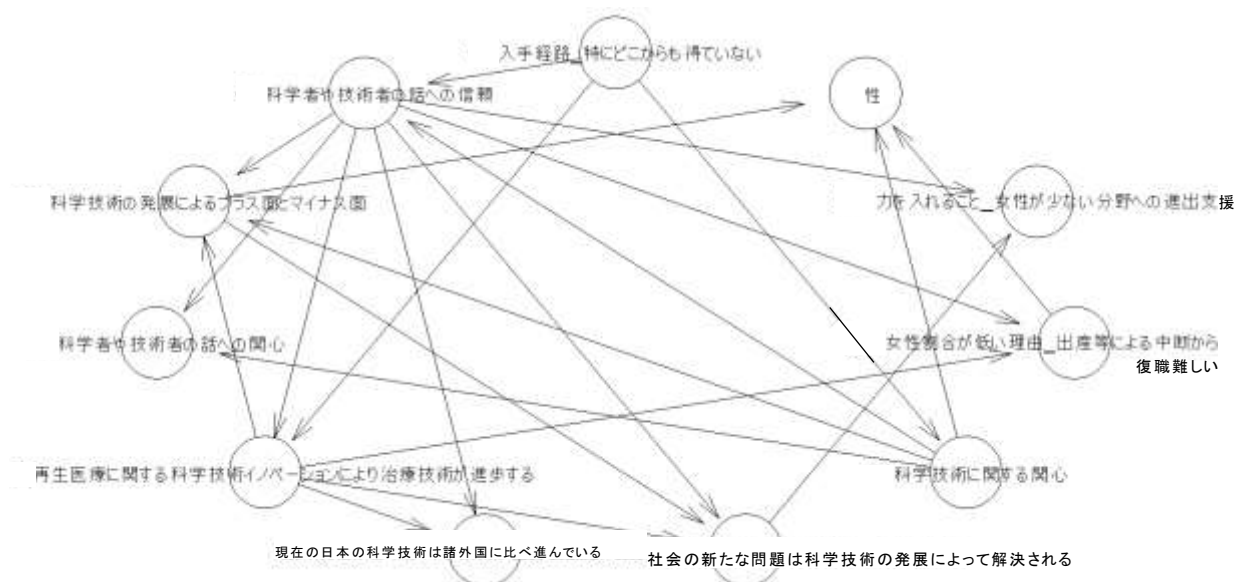 入手経路_特にどこからも得ていない
科学者や技術者の話への信頼
性
科学技術の発展によるプラス面とマイナス面
力を入れること_女性が少ない分野への進出支援
科学者や技術者の話への関心
女性割合が低い理由_出産等による中断から
復職難しい
再生医療に関する科学技術イノベーションにより治療技術が進歩する
科学技術に関する関心
現在の日本の科学技術は諸外国に比べ進んでいる
社会の新たな問題は科学技術の発展によって解決される